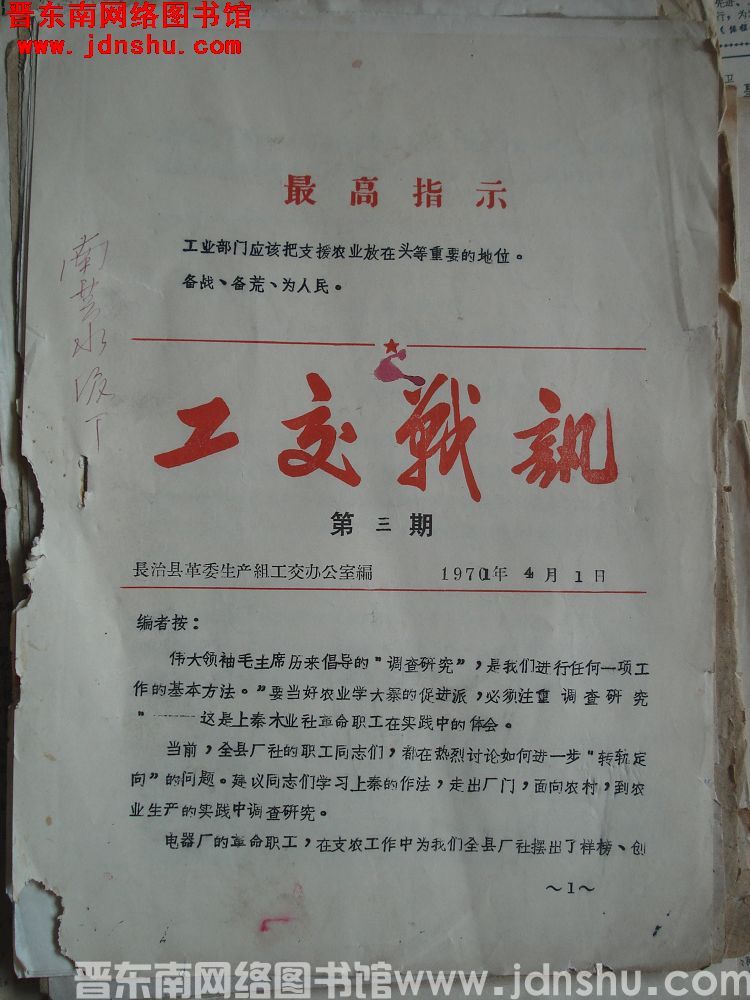 晋东南网络图书馆
www.jdnshu.com
最高指示
工业部门应该把支援农业放在头等重要的地位。
备战、备荒、为人民。
工交戰訊
第三期
長治县革委生产組工交办公室編 1971年 4月 1日
编者按：
伟大领袖毛主席历来倡导的"调查研究"，是我们进行任何一项工
作的基本方法。"要当好农业学大寨的促进派，必须注重调查研究
"———这是上秦木业社革命职工在实践中的体会。
当前，全县厂社的职工同志们，都在热烈讨论如何进一步"转轨定
向"的问题。建议同志们学习上秦的作法，走出厂门，面向农村，到农
业生产的实践中调查研究。
电器厂的革命职工，在支农工作中为我们全县厂社摆出了样榜、创
～1～
晋东南网络图书馆www.jdnshu.com